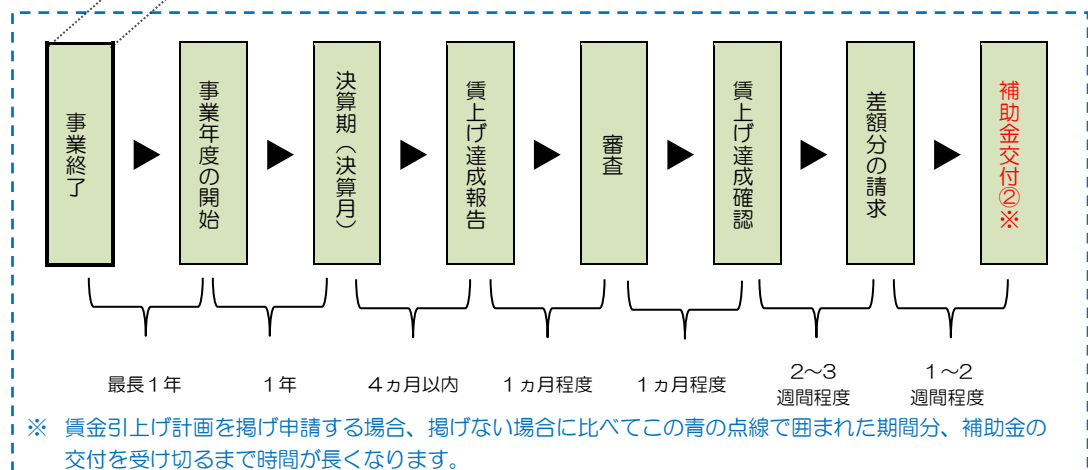 事業終了
事業年度の開始
決算期（決算月）
賃上げ達成報告
審査
賃上げ達成確認
差額分の請求
補助金交付②※
最長１年
１年
４ヵ月以内
１ヵ月程度
１ヵ月程度
２～３
週間程度
１～２
週間程度
※ 賃金引上げ計画を掲げ申請する場合、掲げない場合に比べてこの青の点線で囲まれた期間分、補助金の
交付を受け切るまで時間が長くなります。